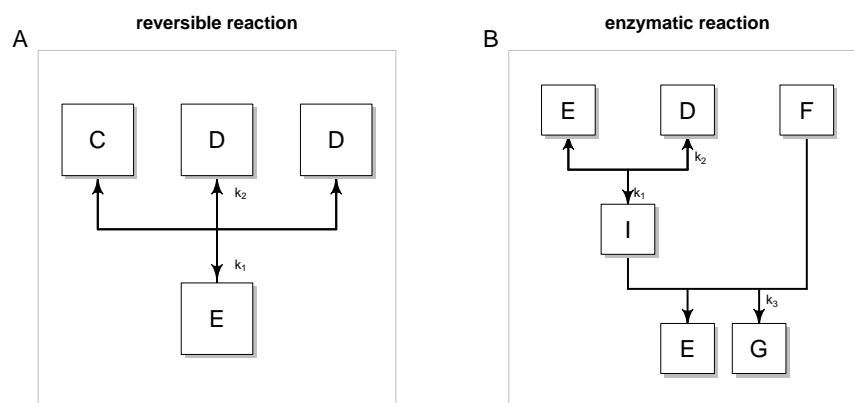 A
reversible reaction
C
D
D
k2
k1
E
B
enzymatic reaction
E
D
F
k2
k1
I
k3
E
G